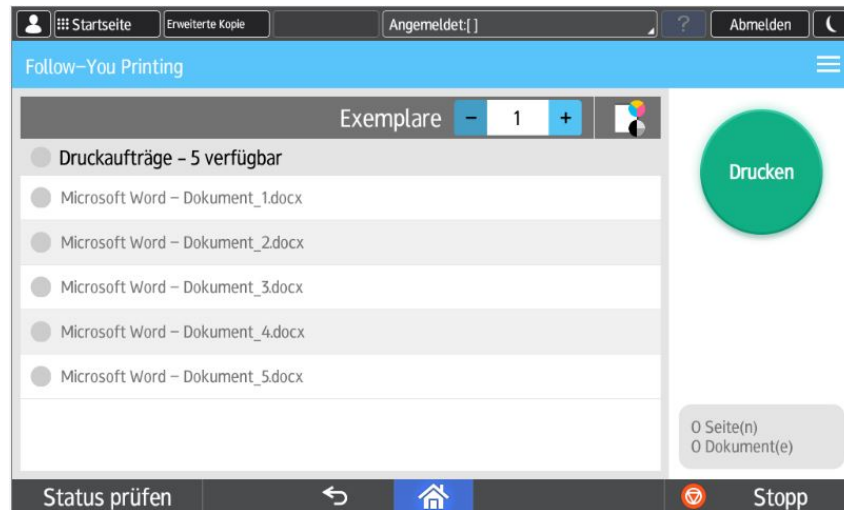 Startseite
Erweiterte Kopie
Angemeldet:[ ]
?
Abmelden
Follow-You Printing
Exemplare - 1 +
Druckaufträge – 5 verfügbar
Microsoft Word – Dokument_1.docx
Microsoft Word – Dokument_2.docx
Microsoft Word – Dokument_3.docx
Microsoft Word – Dokument_4.docx
Microsoft Word – Dokument_5.docx
Drucken
0 Seite(n)
0 Dokument(e)
Status prüfen
Stopp